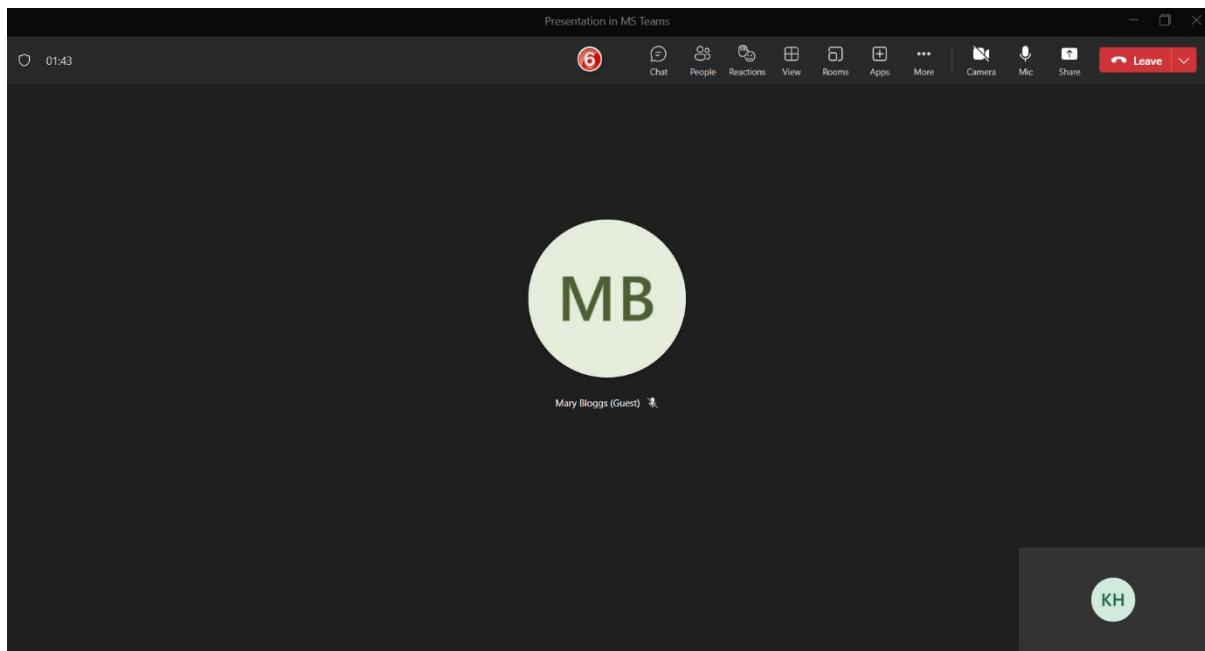 Presentation in MS Teams
01:43
6
Chat People Reactions View Rooms Apps More Camera Mic Share Leave
MB
Mary Bloggs (Guest)
KH